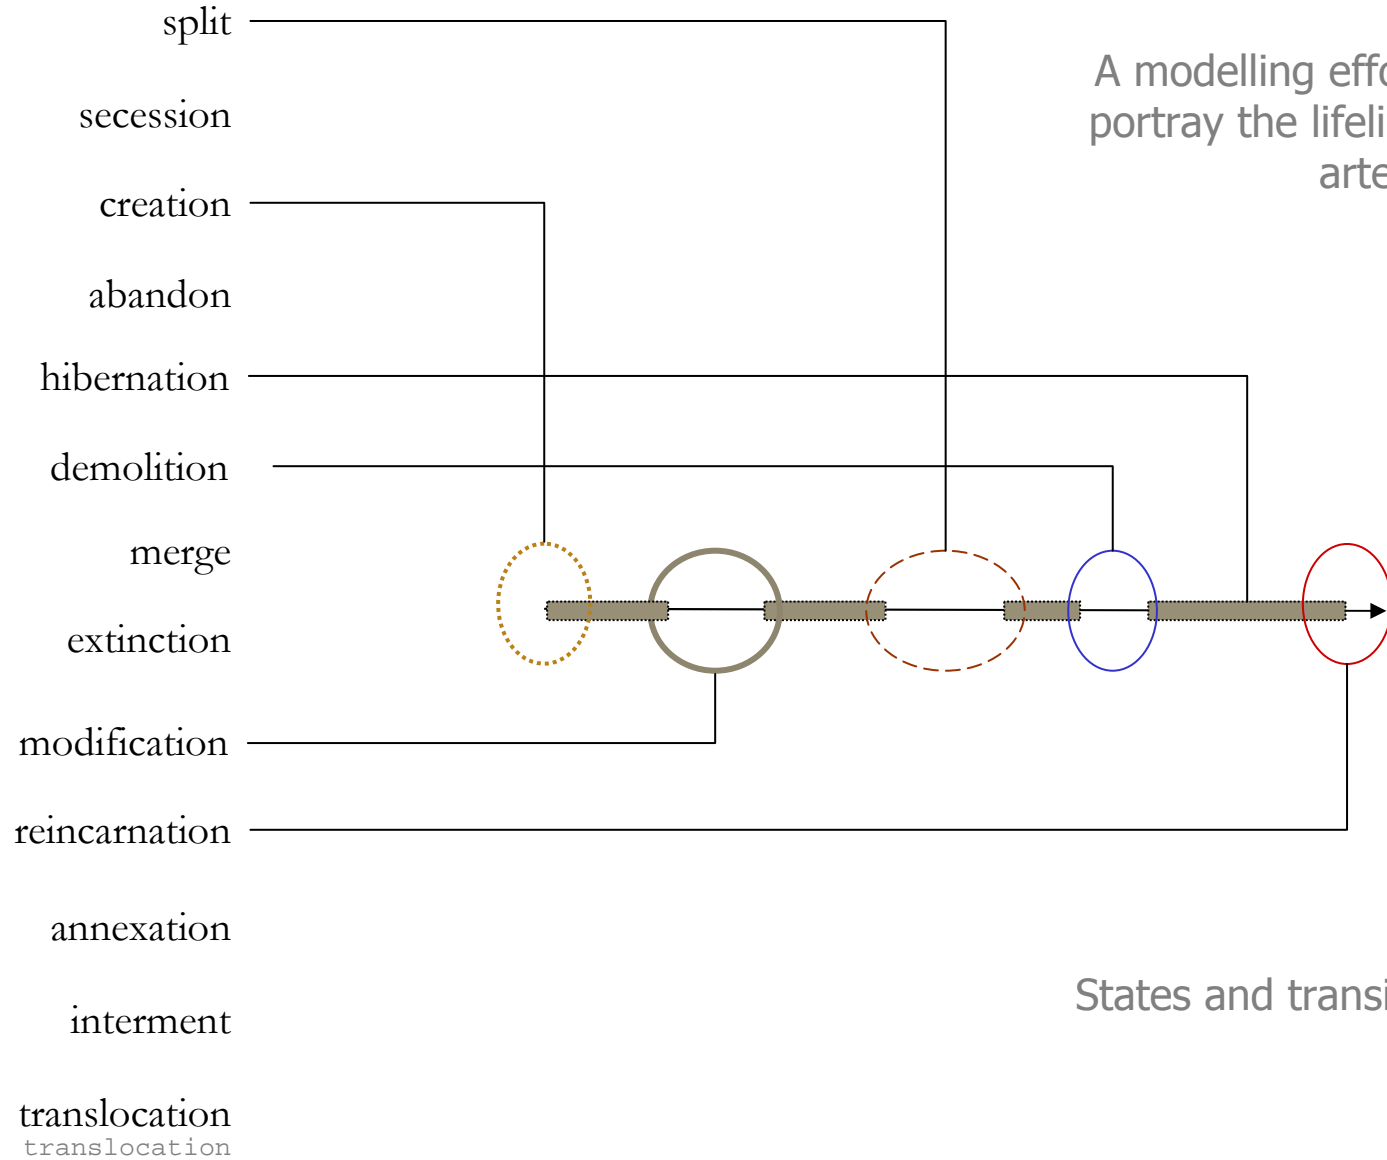 split
A modelling effo
secession
portray the lifeli
arte
creation
abandon
hibernation
demolition
merge
extinction
modification
reincarnation
annexation
States and transi
interment
translocation
translocation